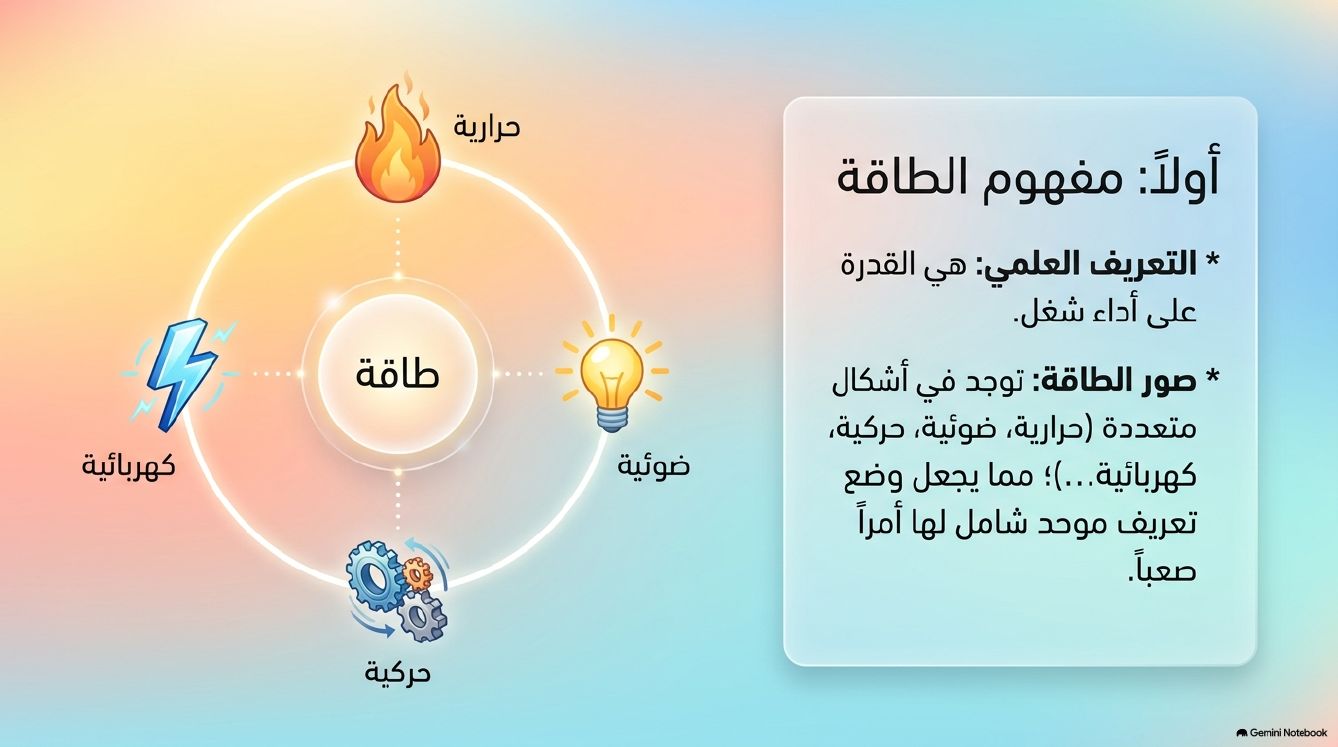 أولاً: مفهوم الطاقة
* التعريف العلمي: هي القدرة
على أداء شغل.
* صور الطاقة: توجد في أشكال
متعددة (حرارية، ضوئية، حركية،
كهربائية...)؛ مما يجعل وضع
تعريف موحد شامل لها أمراً
صعباً.
حرارية
طاقة
ضوئية
كهربائية
حركية
Gemini Notebook